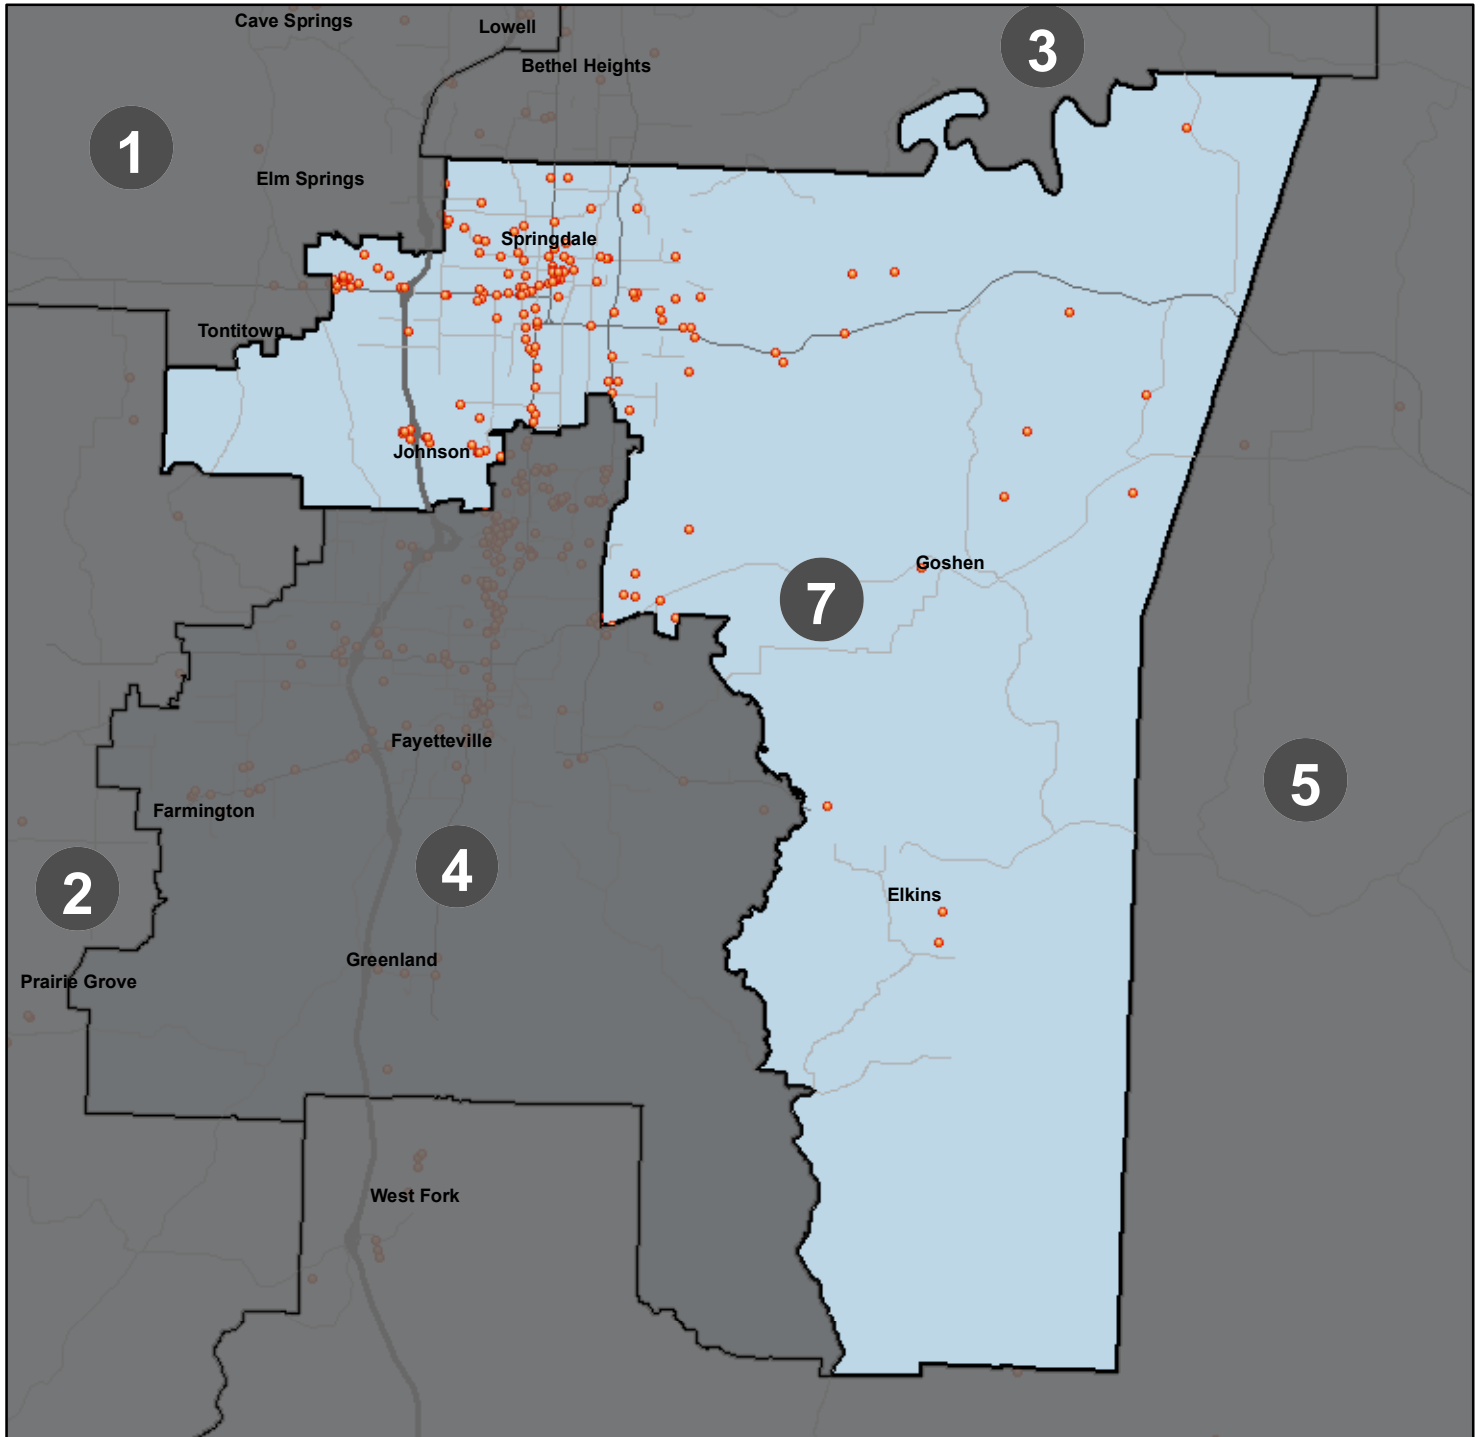 Cave Springs
Lowell
3
Bethel Heights
1
Elm Springs
Springdale
Tontitown
Johnson
Goshen
7
Fayetteville
5
Farmington
4
2
Elkins
Greenland
Prairie Grove
West Fork